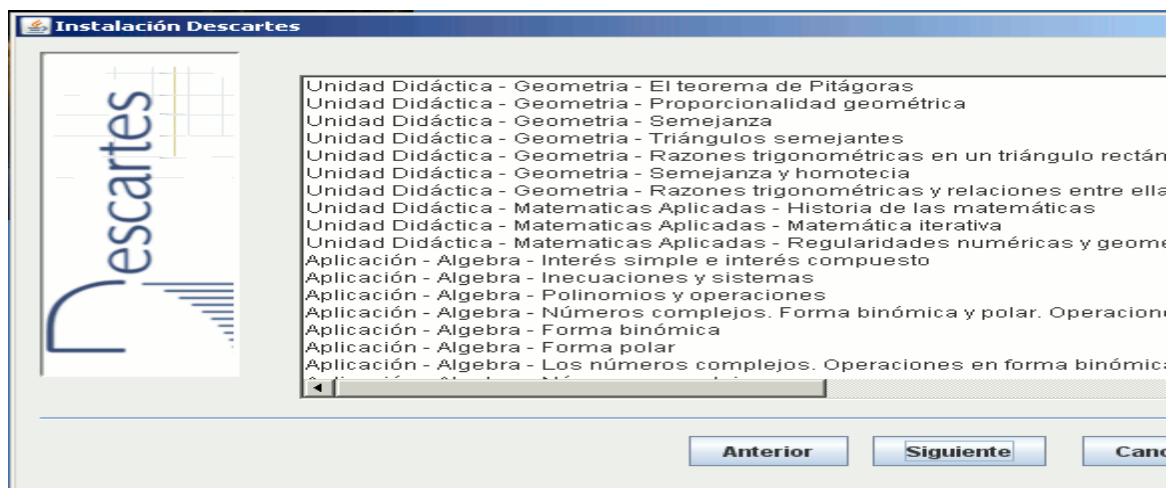 Instalación Descartes
Descartes
Unidad Didáctica - Geometria - El teorema de Pitágoras
Unidad Didáctica - Geometria - Proporcionalidad geométrica
Unidad Didáctica - Geometria - Semejanza
Unidad Didáctica - Geometria - Triángulos semejantes
Unidad Didáctica - Geometria - Razones trigonométricas en un triángulo rectán
Unidad Didáctica - Geometria - Semejanza y homotecia
Unidad Didáctica - Geometria - Razones trigonométricas y relaciones entre ella
Unidad Didáctica - Matematicas Aplicadas - Historia de las matemáticas
Unidad Didáctica - Matematicas Aplicadas - Matemática iterativa
Unidad Didáctica - Matematicas Aplicadas - Regularidades numéricas y geomé
Aplicación - Algebra - Interés simple e interés compuesto
Aplicación - Algebra - Inecuaciones y sistemas
Aplicación - Algebra - Polinomios y operaciones
Aplicación - Algebra - Números complejos. Forma binómica y polar. Operacion
Aplicación - Algebra - Forma binómica
Aplicación - Algebra - Forma polar
Aplicación - Algebra - Los números complejos. Operaciones en forma binómica
Anterior
Siguiente
Canc